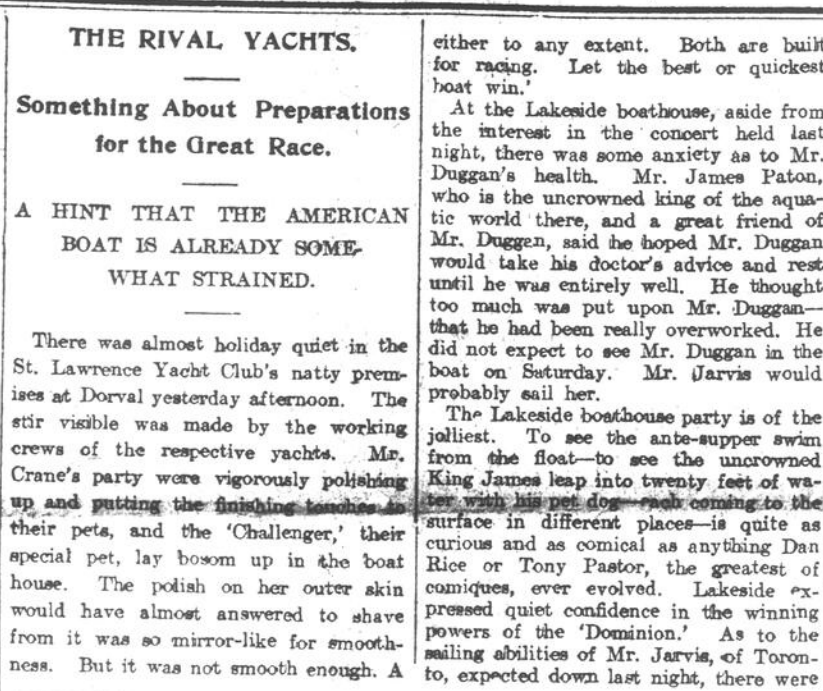 THE RIVAL YACHTS.
Something About Preparations
for the Great Race.
A HINT THAT THE AMERICAN
BOAT IS ALREADY SOME-
WHAT STRAINED.
There was almost holiday quiet in the
St. Lawrence Yacht Club's natty prem-
ises at Dorval yesterday afternoon. The
stir visible was made by the working
crews of the respective yachts. Mr.
Crane's party were vigorously polishing
up and putting the finishing touches to
their pets, and the 'Challenger,' their
special pet, lay bosom up in the boat
house. The polish on her outer skin
would have almost answered to shave
from it was so mirror-like for smooth-
ness. But it was not smooth enough. A
either to any extent. Both are built
for racing. Let the best or quickest
boat win.'
At the Lakeside boathouse, aside from
the interest in the concert held last
night, there was some anxiety as to Mr.
Duggan's health. Mr. James Paton,
who is the uncrowned king of the aqua-
tic world there, and a great friend of
Mr. Duggen, said he hoped Mr. Duggan
would take his doctor's advice and rest
until he was entirely well. He thought
too much was put upon Mr. Duggan—
that he had been really overworked. He
did not expect to see Mr. Duggan in the
boat on Saturday. Mr. Jarvis would
probably sail her.
The Lakeside boathouse party is of the
jolliest. To see the ante-supper swim
from the float—to see the uncrowned
King James leap into twenty feet of wa-
ter with his pet dog—each coming to the
surface in different places—is quite as
curious and as comical as anything Dan
Rice or Tony Pastor, the greatest of
comiques, ever evolved. Lakeside ex-
pressed quiet confidence in the winning
powers of the 'Dominion.' As to the
sailing abilities of Mr. Jarvis, of Toron-
to, expected down last night, there were